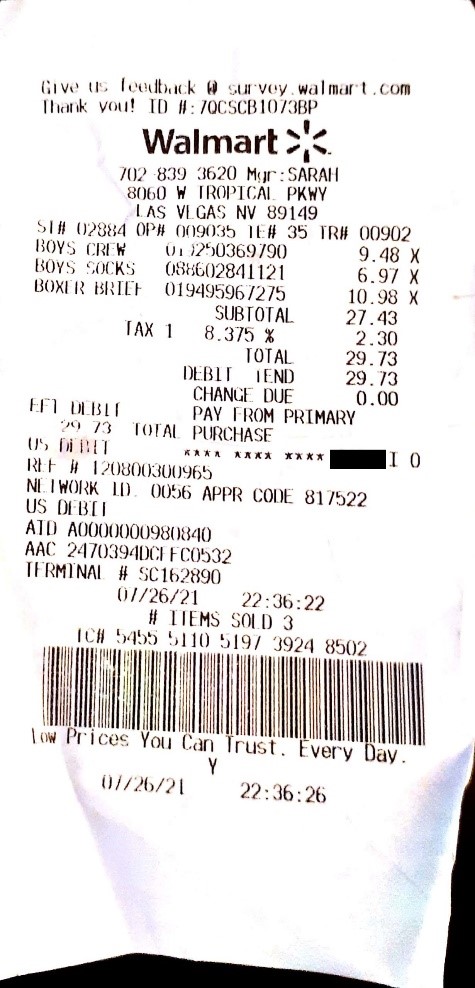 Give us feedback @ survey.walmart.com
Thank you! ID #:7QCSCB1073BP
Walmart
702-839-3620 Mgr:SARAH
8060 W TROPICAL PKWY
LAS VEGAS NV 89149
ST# 02884 OP# 009035 TE# 35 TR# 00902
BOYS CREW 019250369790 9.48 X
BOYS SOCKS 088602841121 6.97 X
BOXER BRIEF 019495967275 10.98 X
SUBTOTAL 27.43
TAX 1 8.375 % 2.30
TOTAL 29.73
DEBIT TEND 29.73
CHANGE DUE 0.00
EFT DEBIT PAY FROM PRIMARY
29.73 TOTAL PURCHASE
US DEBIT **** **** **** I 0
REF # 120800300965
NETWORK ID. 0056 APPR CODE 817522
US DEBIT
AID A0000000980840
AAC 2470394DCFFC0532
TERMINAL # SC162890
07/26/21 22:36:22
# ITEMS SOLD 3
TC# 5455 5110 5197 3924 8502
Low Prices You Can Trust. Every Day.
Y
07/26/21 22:36:26